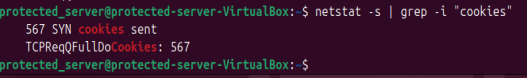 protected_server@protected-server-VirtualBox:~$ netstat -s | grep -i "cookies"
567 SYN cookies sent
TCPReqQFullDoCookies: 567
protected_server@protected-server-VirtualBox:~$